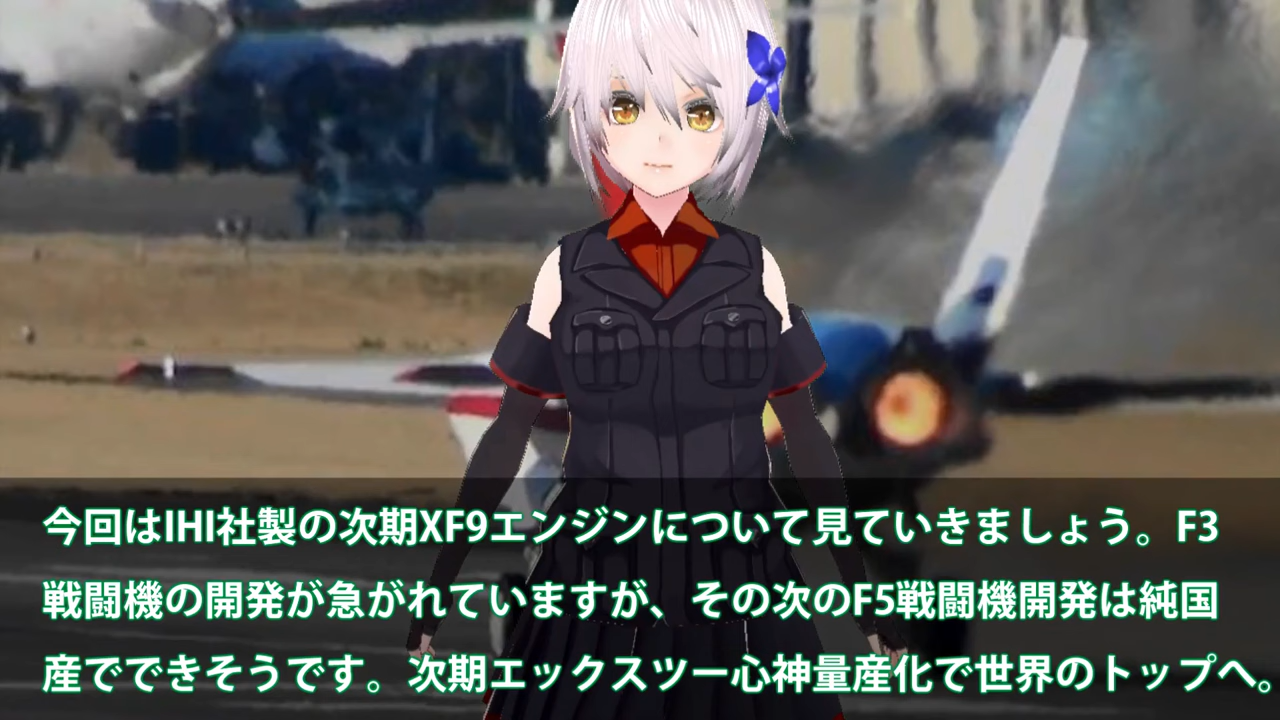 今回はIHI社製の次期XF9エンジンについて見ていきましょう。F3
戦闘機の開発が急がれていますが、その次のF5戦闘機開発は純国
産でできそうです。次期エックスツー心神量産化で世界のトップへ。